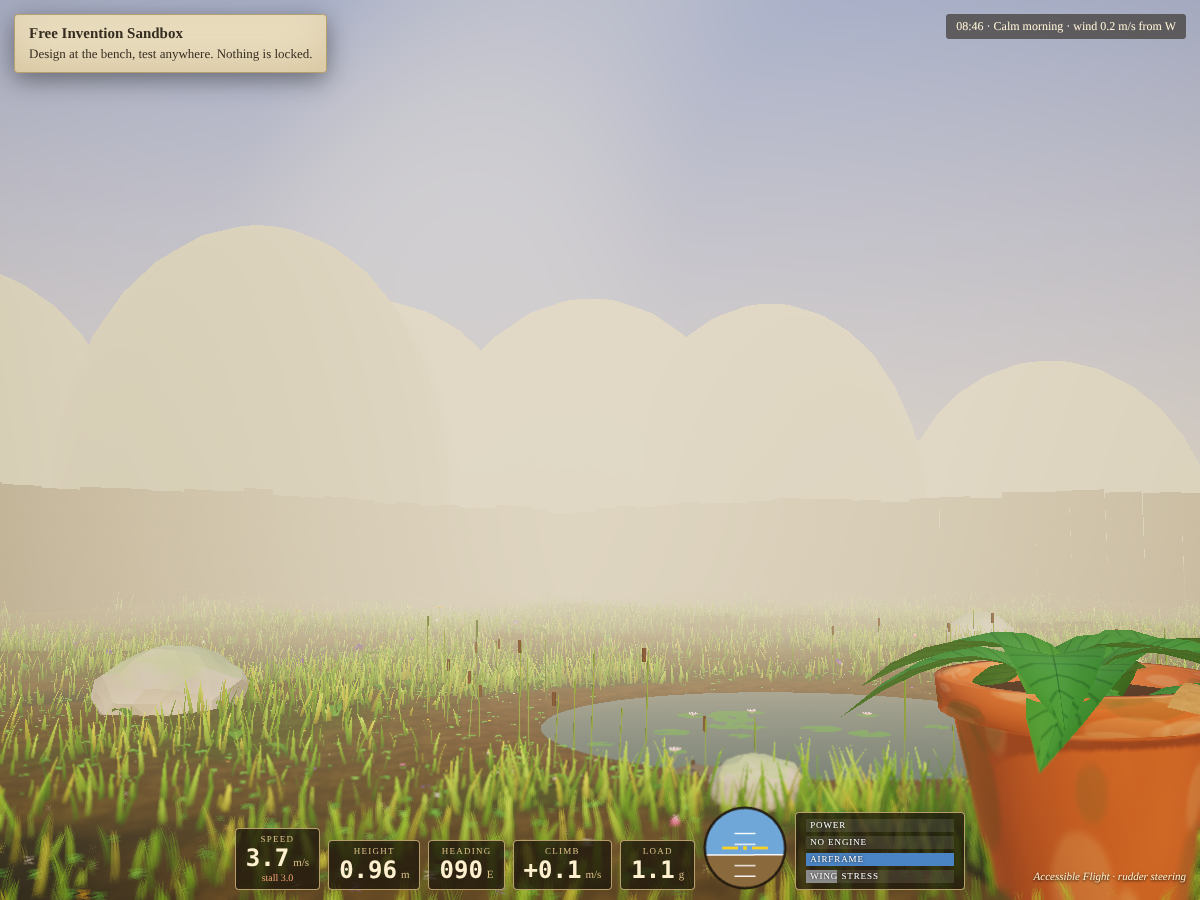 Free Invention Sandbox
Design at the bench, test anywhere. Nothing is locked.
08:46 · Calm morning · wind 0.2 m/s from W
SPEED
3.7 m/s
stall 3.0
HEIGHT
0.96 m
HEADING
090 E
CLIMB
+0.1 m/s
LOAD
1.1 g
POWER
NO ENGINE
AIRFRAME
WING STRESS
Accessible Flight · rudder steering